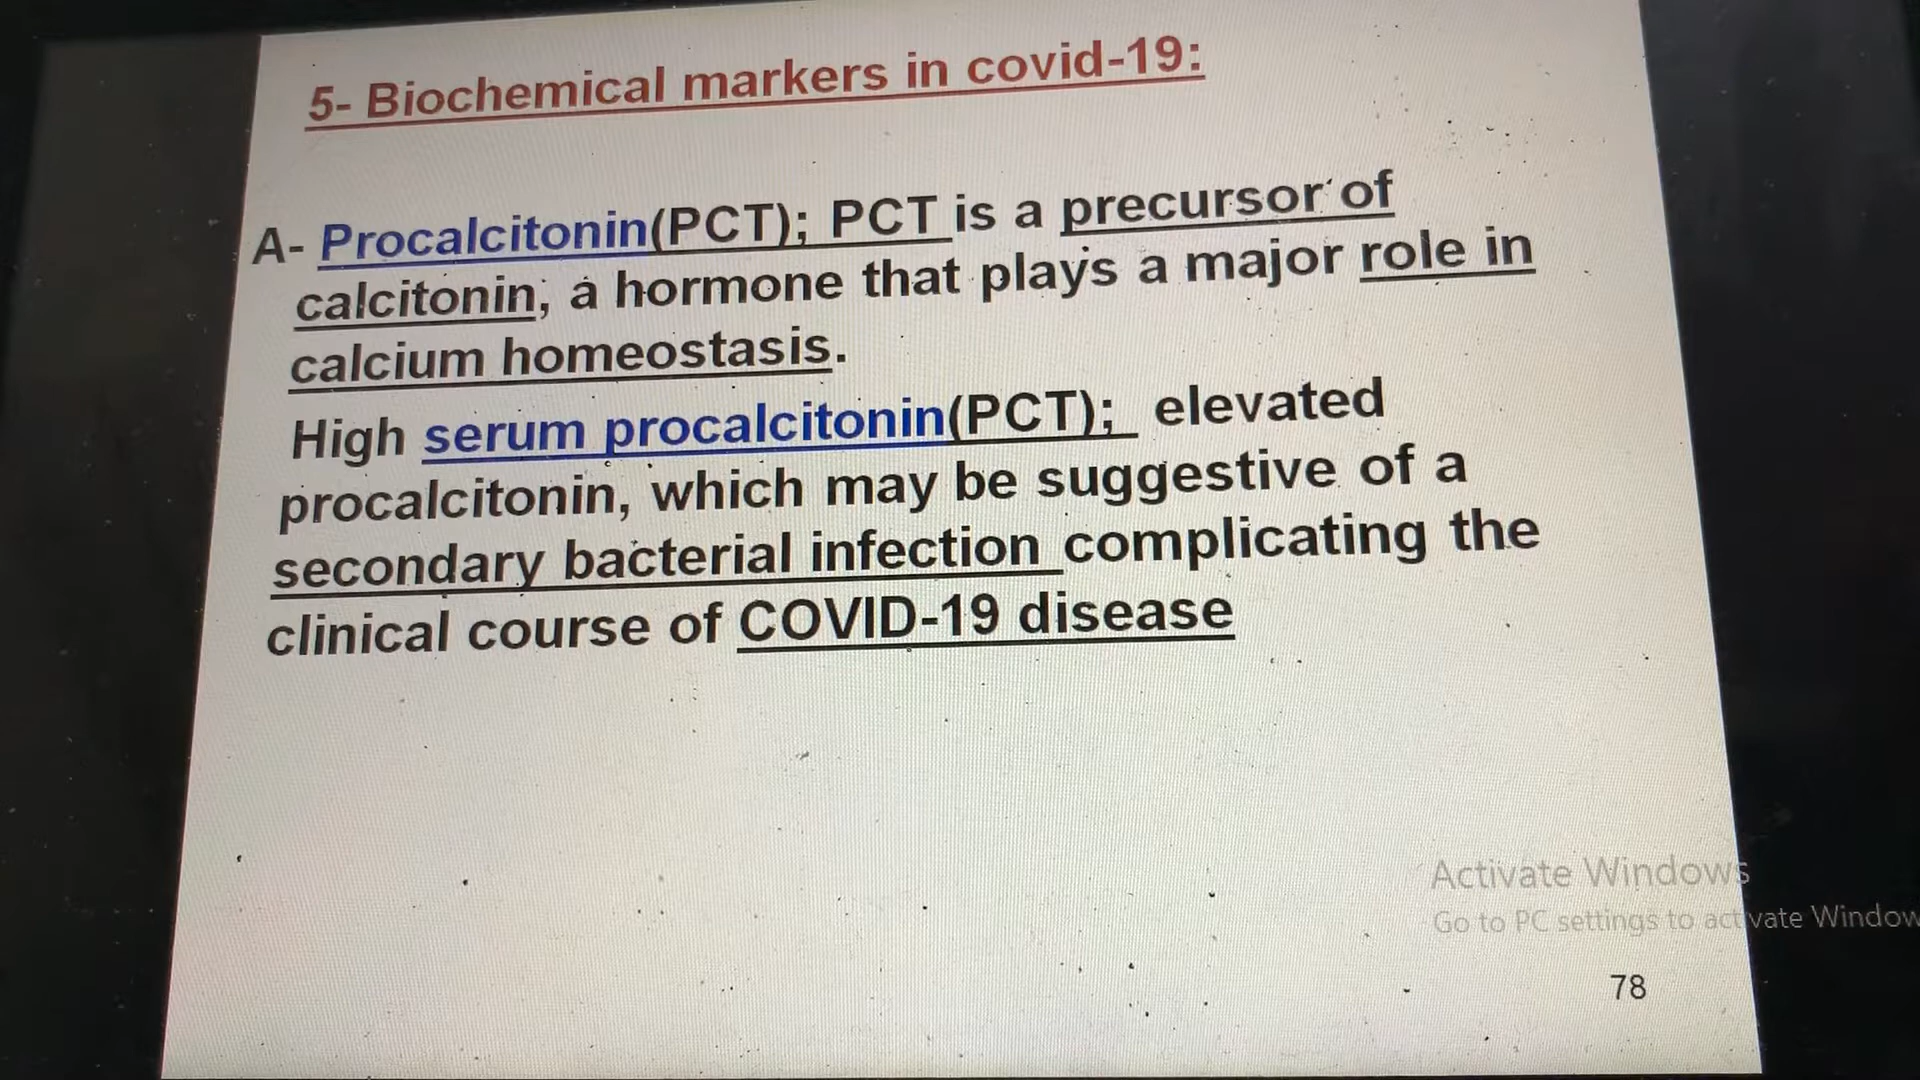 5- Biochemical markers in covid-19:
A- Procalcitonin(PCT); PCT is a precursor of
calcitonin, a hormone that plays a major role in
calcium homeostasis.
High serum procalcitonin(PCT); elevated
procalcitonin, which may be suggestive of a
secondary bacterial infection complicating the
clinical course of COVID-19 disease
Activate Windows
Go to PC settings to activate Window
78